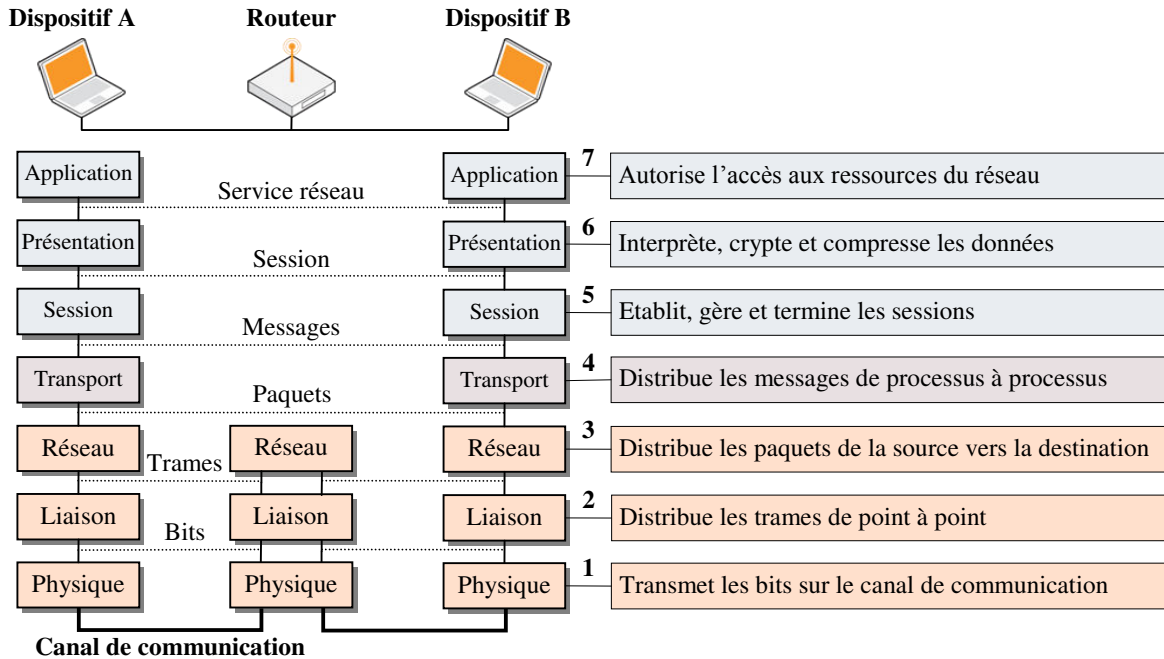 Dispositif A Routeur Dispositif B
Application Application 7 Autorise l'accès aux ressources du réseau
Service réseau
Présentation Présentation 6 Interprète, crypte et compresse les données
Session
Session Session 5 Etablit, gère et termine les sessions
Messages
Transport Transport 4 Distribue les messages de processus à processus
Paquets
Réseau Réseau Réseau 3 Distribue les paquets de la source vers la destination
Trames
Liaison Liaison Liaison 2 Distribue les trames de point à point
Bits
Physique Physique Physique 1 Transmet les bits sur le canal de communication
Canal de communication